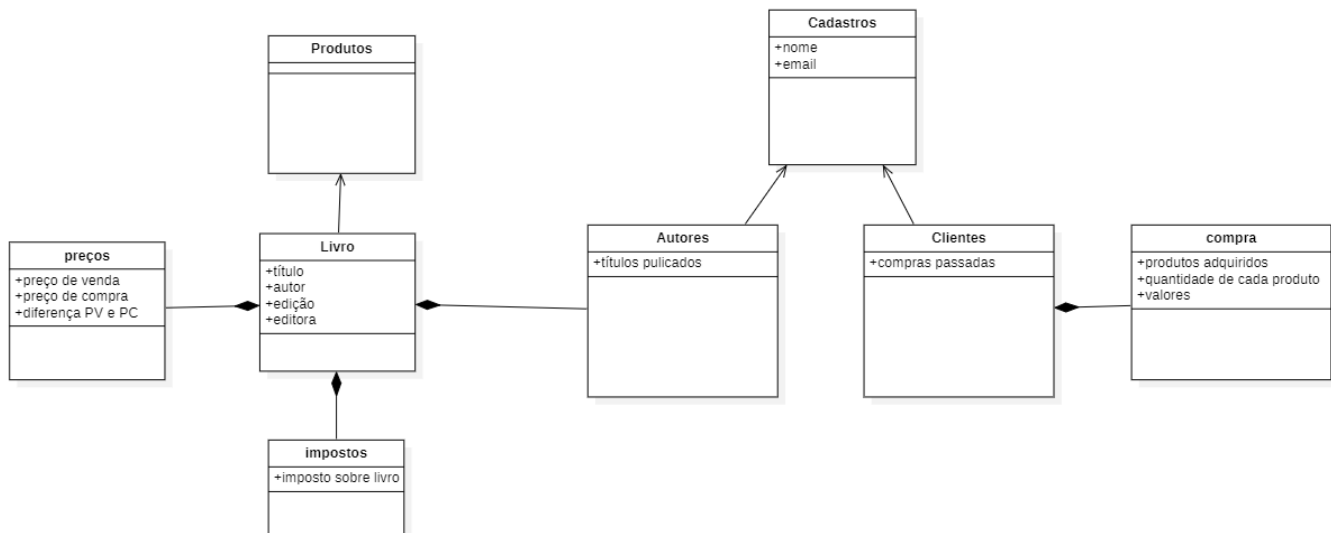 Cadastros
+nome
+email
Produtos
preços
+preço de venda
+preço de compra
+diferença PV e PC
Livro
+título
+autor
+edição
+editora
Autores
+títulos pulicados
Clientes
+compras passadas
compra
+produtos adquiridos
+quantidade de cada produto
+valores
impostos
+imposto sobre livro